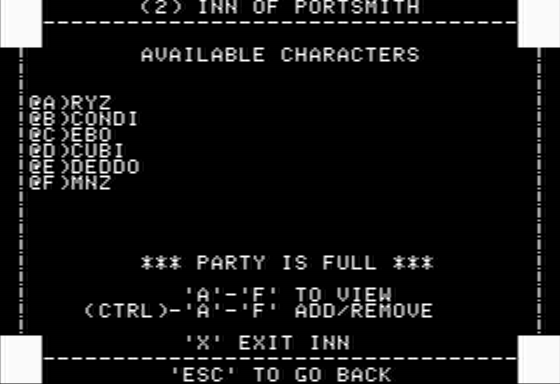 (2) INN OF PORTSMITH
AVAILABLE CHARACTERS
@A)RYZ
@B)CONDI
@C)EBO
@D)CUBI
@E)DEDDO
@F)MNZ
*** PARTY IS FULL ***
'A'-'F' TO VIEW
(CTRL)-'A'-'F' ADD/REMOVE
'X' EXIT INN
'ESC' TO GO BACK